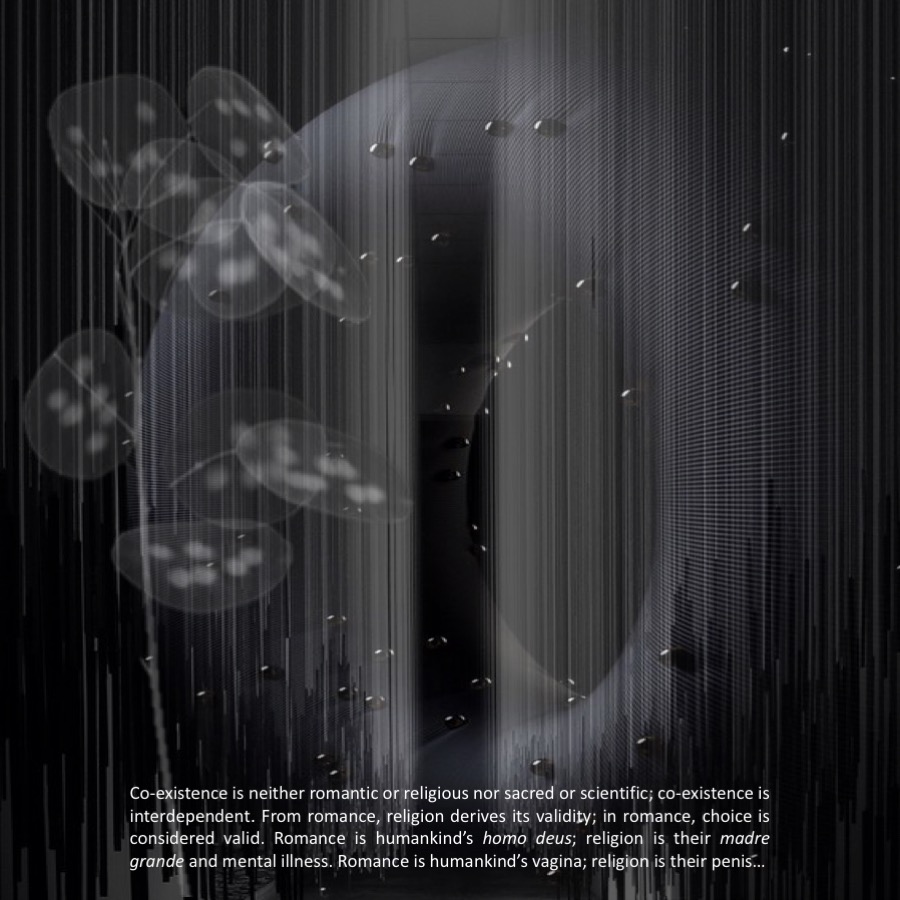 Co-existence is neither romantic or religious nor sacred or scientific; co-existence is
interdependent. From romance, religion derives its validity; in romance, choice is
considered valid. Romance is humankind’s homo deus; religion is their madre
grande and mental illness. Romance is humankind’s vagina; religion is their penis…